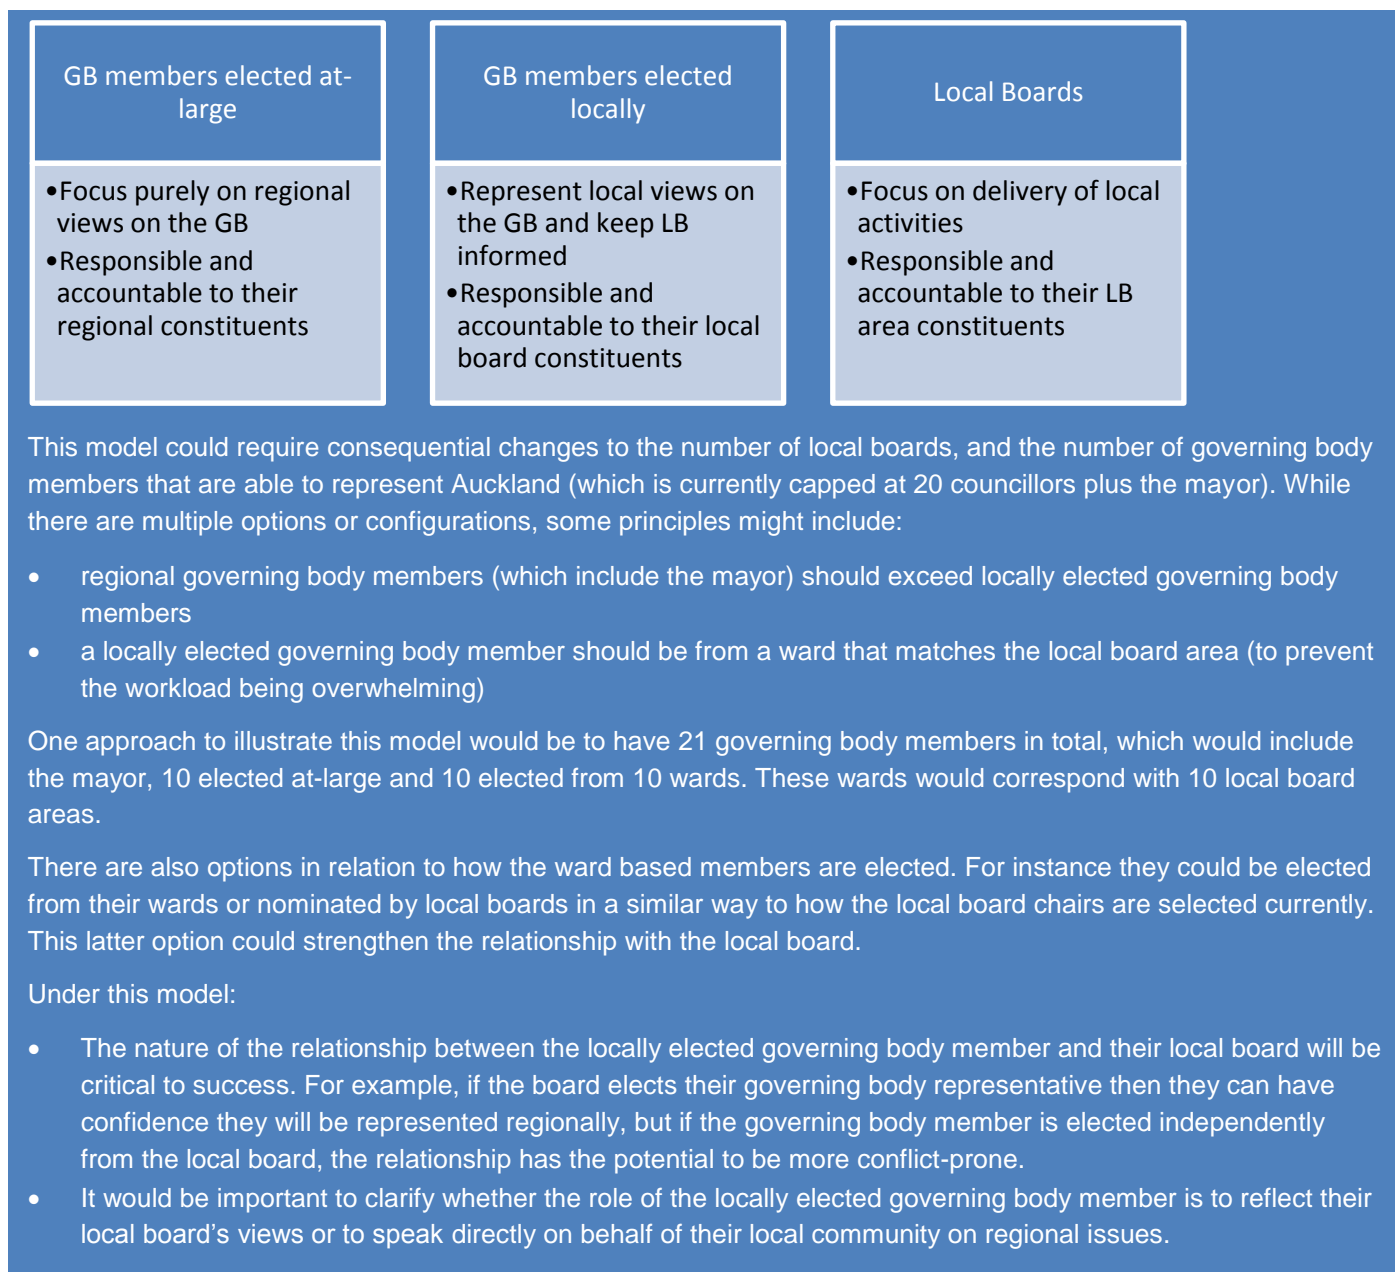 GB members elected at-
large
•Focus purely on regional
views on the GB
•Responsible and
accountable to their
regional constituents
GB members elected
locally
•Represent local views on
the GB and keep LB
informed
•Responsible and
accountable to their local
board constituents
Local Boards
•Focus on delivery of local
activities
•Responsible and
accountable to their LB
area constituents
This model could require consequential changes to the number of local boards, and the number of governing body
members that are able to represent Auckland (which is currently capped at 20 councillors plus the mayor). While
there are multiple options or configurations, some principles might include:
• regional governing body members (which include the mayor) should exceed locally elected governing body
members
• a locally elected governing body member should be from a ward that matches the local board area (to prevent
the workload being overwhelming)
One approach to illustrate this model would be to have 21 governing body members in total, which would include
the mayor, 10 elected at-large and 10 elected from 10 wards. These wards would correspond with 10 local board
areas.
There are also options in relation to how the ward based members are elected. For instance they could be elected
from their wards or nominated by local boards in a similar way to how the local board chairs are selected currently.
This latter option could strengthen the relationship with the local board.
Under this model:
• The nature of the relationship between the locally elected governing body member and their local board will be
critical to success. For example, if the board elects their governing body representative then they can have
confidence they will be represented regionally, but if the governing body member is elected independently
from the local board, the relationship has the potential to be more conflict-prone.
• It would be important to clarify whether the role of the locally elected governing body member is to reflect their
local board's views or to speak directly on behalf of their local community on regional issues.